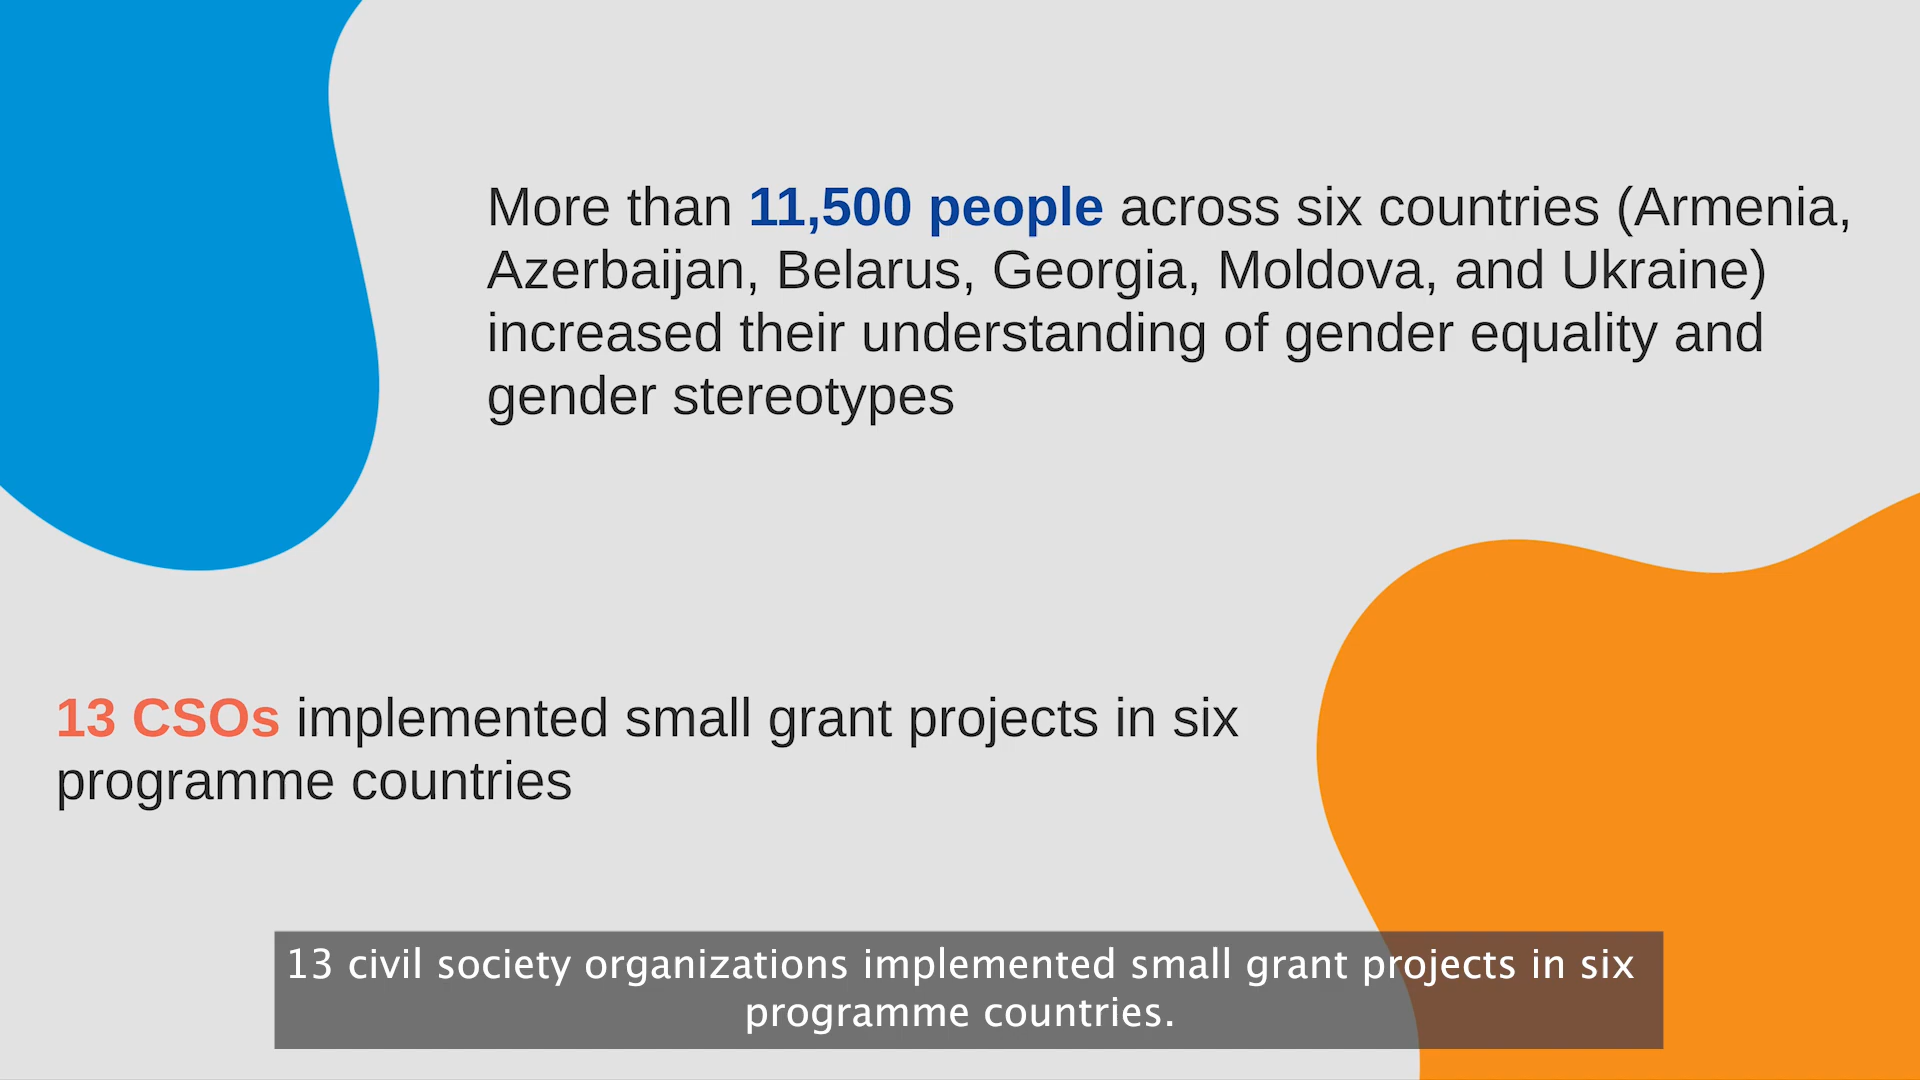 More than 11,500 people across six countries (Armenia,
Azerbaijan, Belarus, Georgia, Moldova, and Ukraine)
increased their understanding of gender equality and
gender stereotypes
13 CSOs implemented small grant projects in six
programme countries
13 civil society organizations implemented small grant projects in six
programme countries.